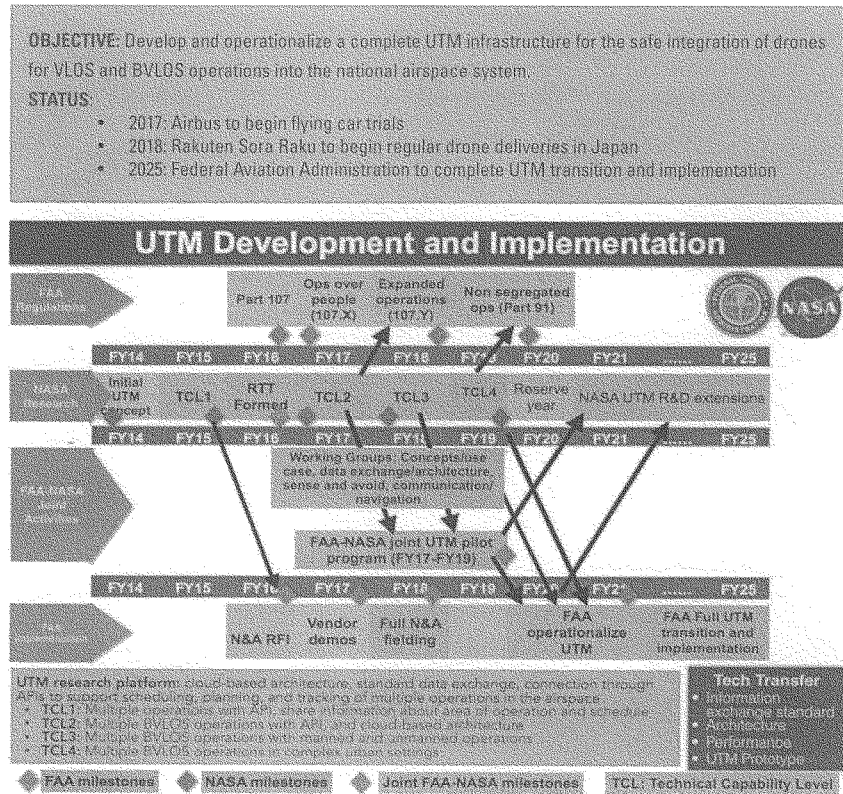 OBJECTIVE: Develop and operationalize a complete UTM infrastructure for the safe integration of drones
for VLOS and BVLOS operations into the national airspace system.
STATUS:
• 2017: Airbus to begin flying car trials
• 2018: Rakuten Sora Raku to begin regular drone deliveries in Japan
• 2025: Federal Aviation Administration to complete UTM transition and implementation
UTM Development and Implementation
FAA
Regulations
Part 107
Ops over
people
(107.X)
Expanded
operations
(107.Y)
Non segregated
ops (Part 91)
NASA
FY14 FY15 FY16 FY17 FY18 FY19 FY20 FY21 ...... FY25
NASA
Initial
UTM
concept
TCL1
RTT
Formed
TCL2
TCL3
TCL4
Reserve
year
NASA UTM R&D extensions
FY14 FY15 FY16 FY17 FY18 FY19 FY20 FY21 ...... FY25
FAA-NASA
Joint
Activities
Working Groups: Concepts/use
case, data exchange/architecture,
sense and avoid, communication/
navigation
FAA-NASA joint UTM pilot
program (FY17-FY19)
FY14 FY15 FY16 FY17 FY18 FY19 FY20 FY21 ...... FY25
FAA
N&A RFI
Vendor
demos
Full N&A
fielding
FAA
operationalize
UTM
FAA Full UTM
transition and
implementation
UTM research platform: cloud-based architecture, standard data exchange, connection through
APIs to support scheduling, planning, and tracking of multiple operations in the airspace
• TCL1: Multiple operations with API, share information about area of operation and schedule
• TCL2: Multiple BVLOS operations with API, and cloud-based architecture
• TCL3: Multiple BVLOS operations with manned and unmanned operations
• TCL4: Multiple BVLOS operations in complex urban settings
Tech Transfer
• Information
exchange standard
• Architecture
• Performance
• UTM Prototype
FAA milestones
NASA milestones
Joint FAA-NASA milestones
TCL: Technical Capability Level